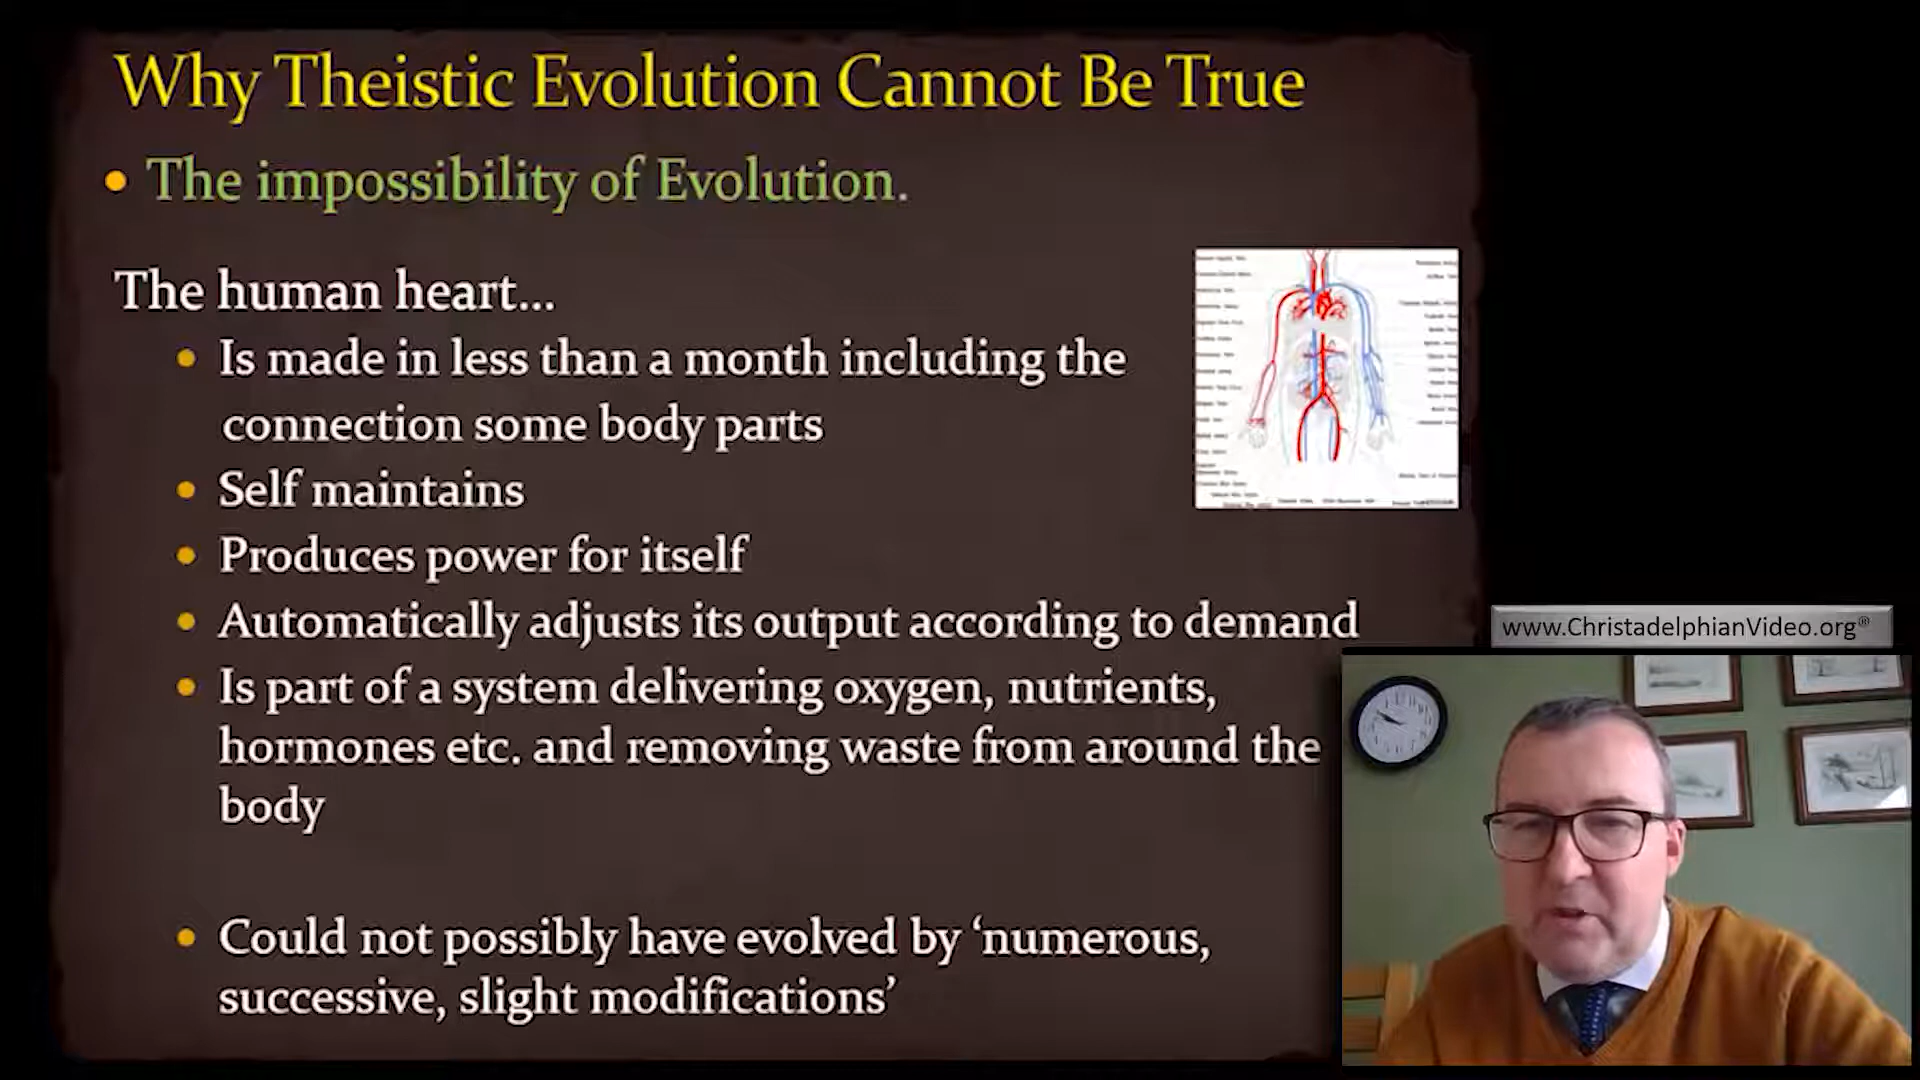 Why Theistic Evolution Cannot Be True
• The impossibility of Evolution.
The human heart...
• Is made in less than a month including the
connection some body parts
• Self maintains
• Produces power for itself
• Automatically adjusts its output according to demand
• Is part of a system delivering oxygen, nutrients,
hormones etc. and removing waste from around the
body
• Could not possibly have evolved by ‘numerous,
successive, slight modifications’
www.ChristadelphianVideo.org®